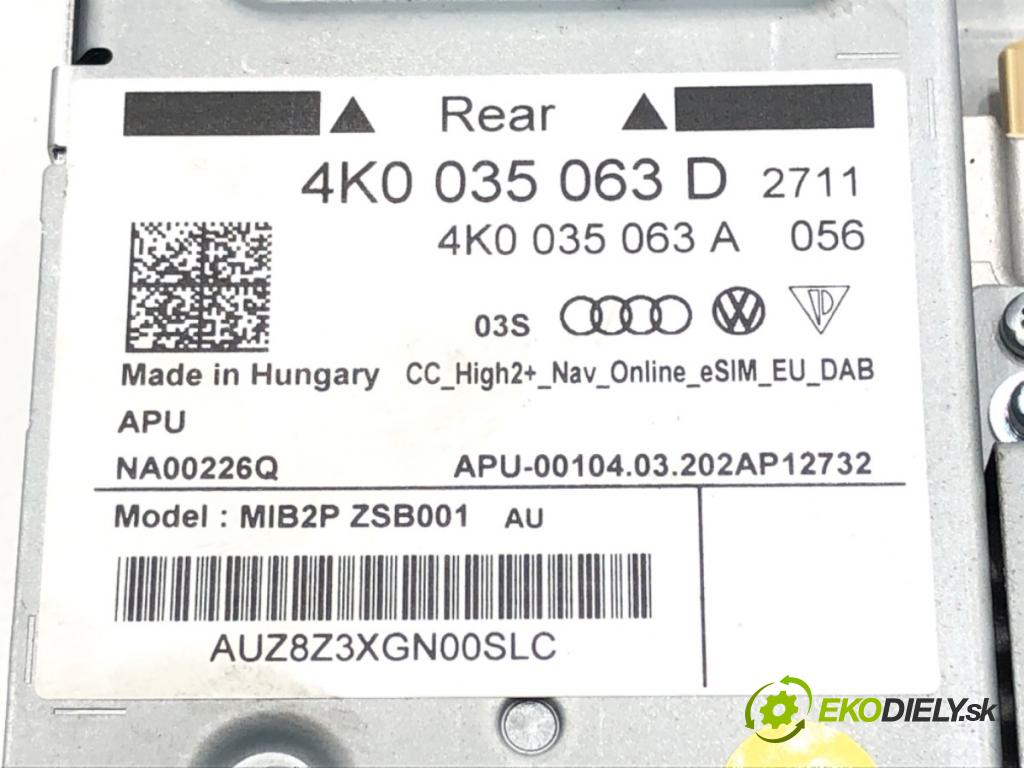 Rear
4K0 035 063 D 2711
4K0 035 063 A 056
03S
Made in Hungary CC_High2+_Nav_Online_eSIM_EU_DAB
APU
NA00226Q APU-00104.03.202AP12732
Model : MIB2P ZSB001 AU
AUZ8Z3XGN00SLC
EKODIELY.sk